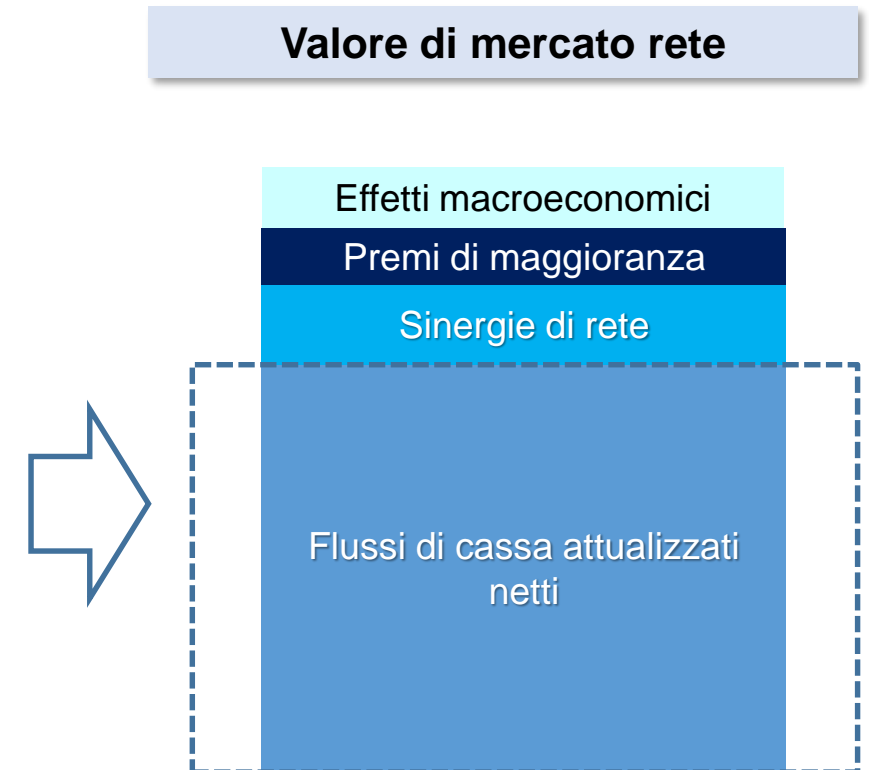 Valore di mercato rete
Effetti macroeconomici
Premi di maggioranza
Sinergie di rete
Flussi di cassa attualizzati
netti